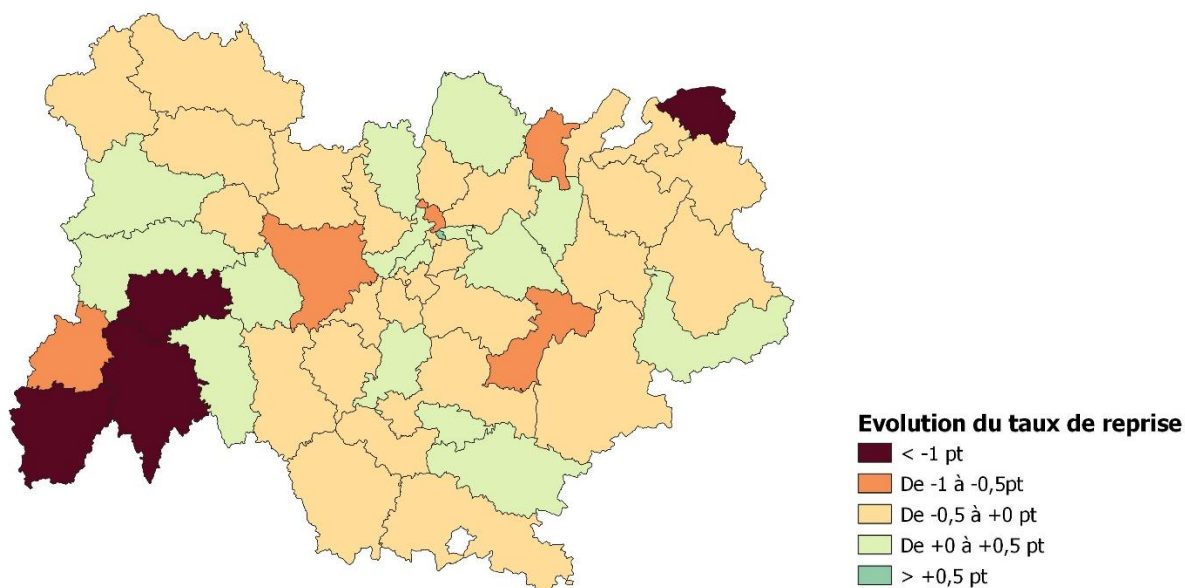 Evolution du taux de reprise
< -1 pt
De -1 à -0,5pt
De -0,5 à +0 pt
De +0 à +0,5 pt
> +0,5 pt